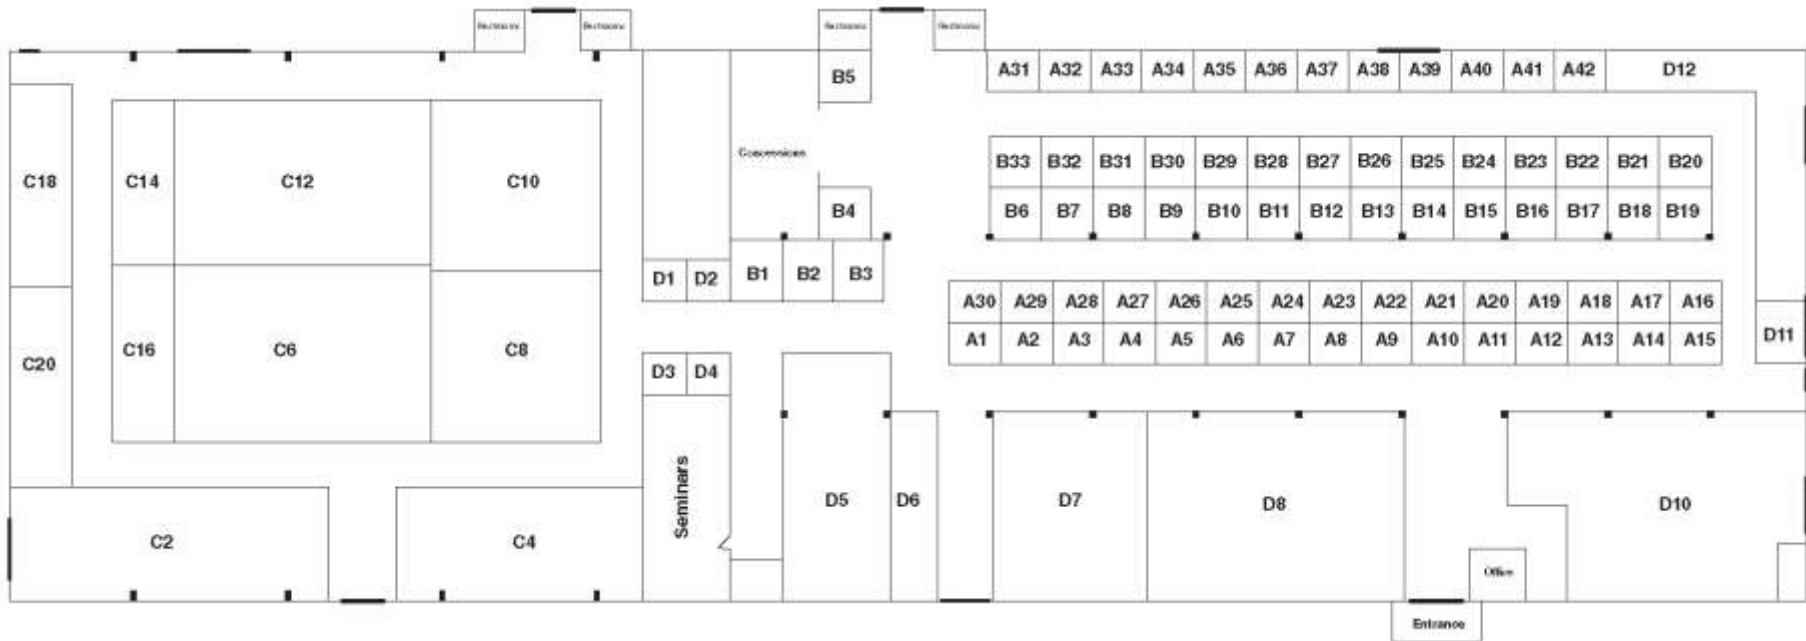 Restrooms
Restrooms
Restrooms
Restrooms
A31 A32 A33 A34 A35 A36 A37 A38 A39 A40 A41 A42 D12
B5
Concessions
B33 B32 B31 B30 B29 B28 B27 B26 B25 B24 B23 B22 B21 B20
C18 C14 C12 C10
B4 B6 B7 B8 B9 B10 B11 B12 B13 B14 B15 B16 B17 B18 B19
D1 D2 B1 B2 B3
A30 A29 A28 A27 A26 A25 A24 A23 A22 A21 A20 A19 A18 A17 A16
A1 A2 A3 A4 A5 A6 A7 A8 A9 A10 A11 A12 A13 A14 A15 D11
C20 C16 C6 C8
D3 D4
Seminars
D5 D6 D7 D8 D10
C2 C4
Office
Entrance